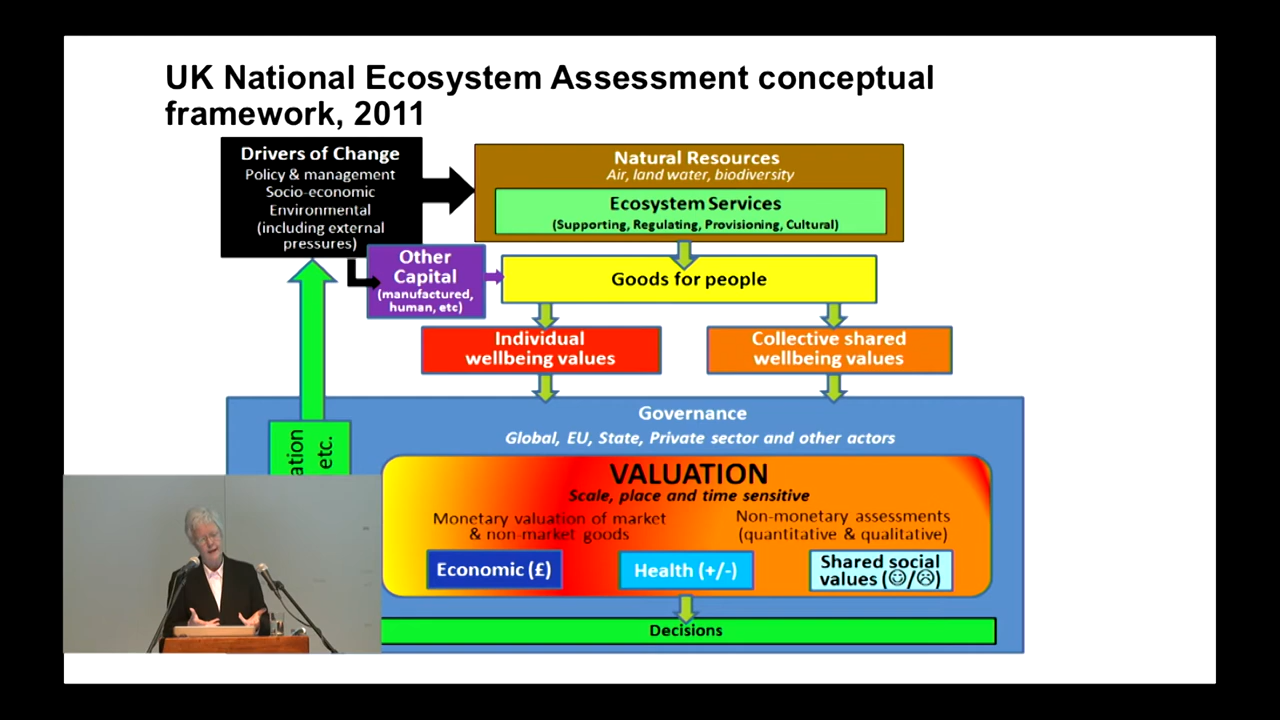 UK National Ecosystem Assessment conceptual
framework, 2011
Drivers of Change
Policy & management
Socio-economic
Environmental
(including external
pressures)
Natural Resources
Air, land water, biodiversity
Ecosystem Services
(Supporting, Regulating, Provisioning, Cultural)
Other
Capital
(manufactured,
human, etc)
Goods for people
Individual
wellbeing values
Collective shared
wellbeing values
Governance
Global, EU, State, Private sector and other actors
ation
etc.
VALUATION
Scale, place and time sensitive
Monetary valuation of market
& non-market goods
Non-monetary assessments
(quantitative & qualitative)
Economic (£)
Health (+/-)
Shared social
values (☺/☹)
Decisions